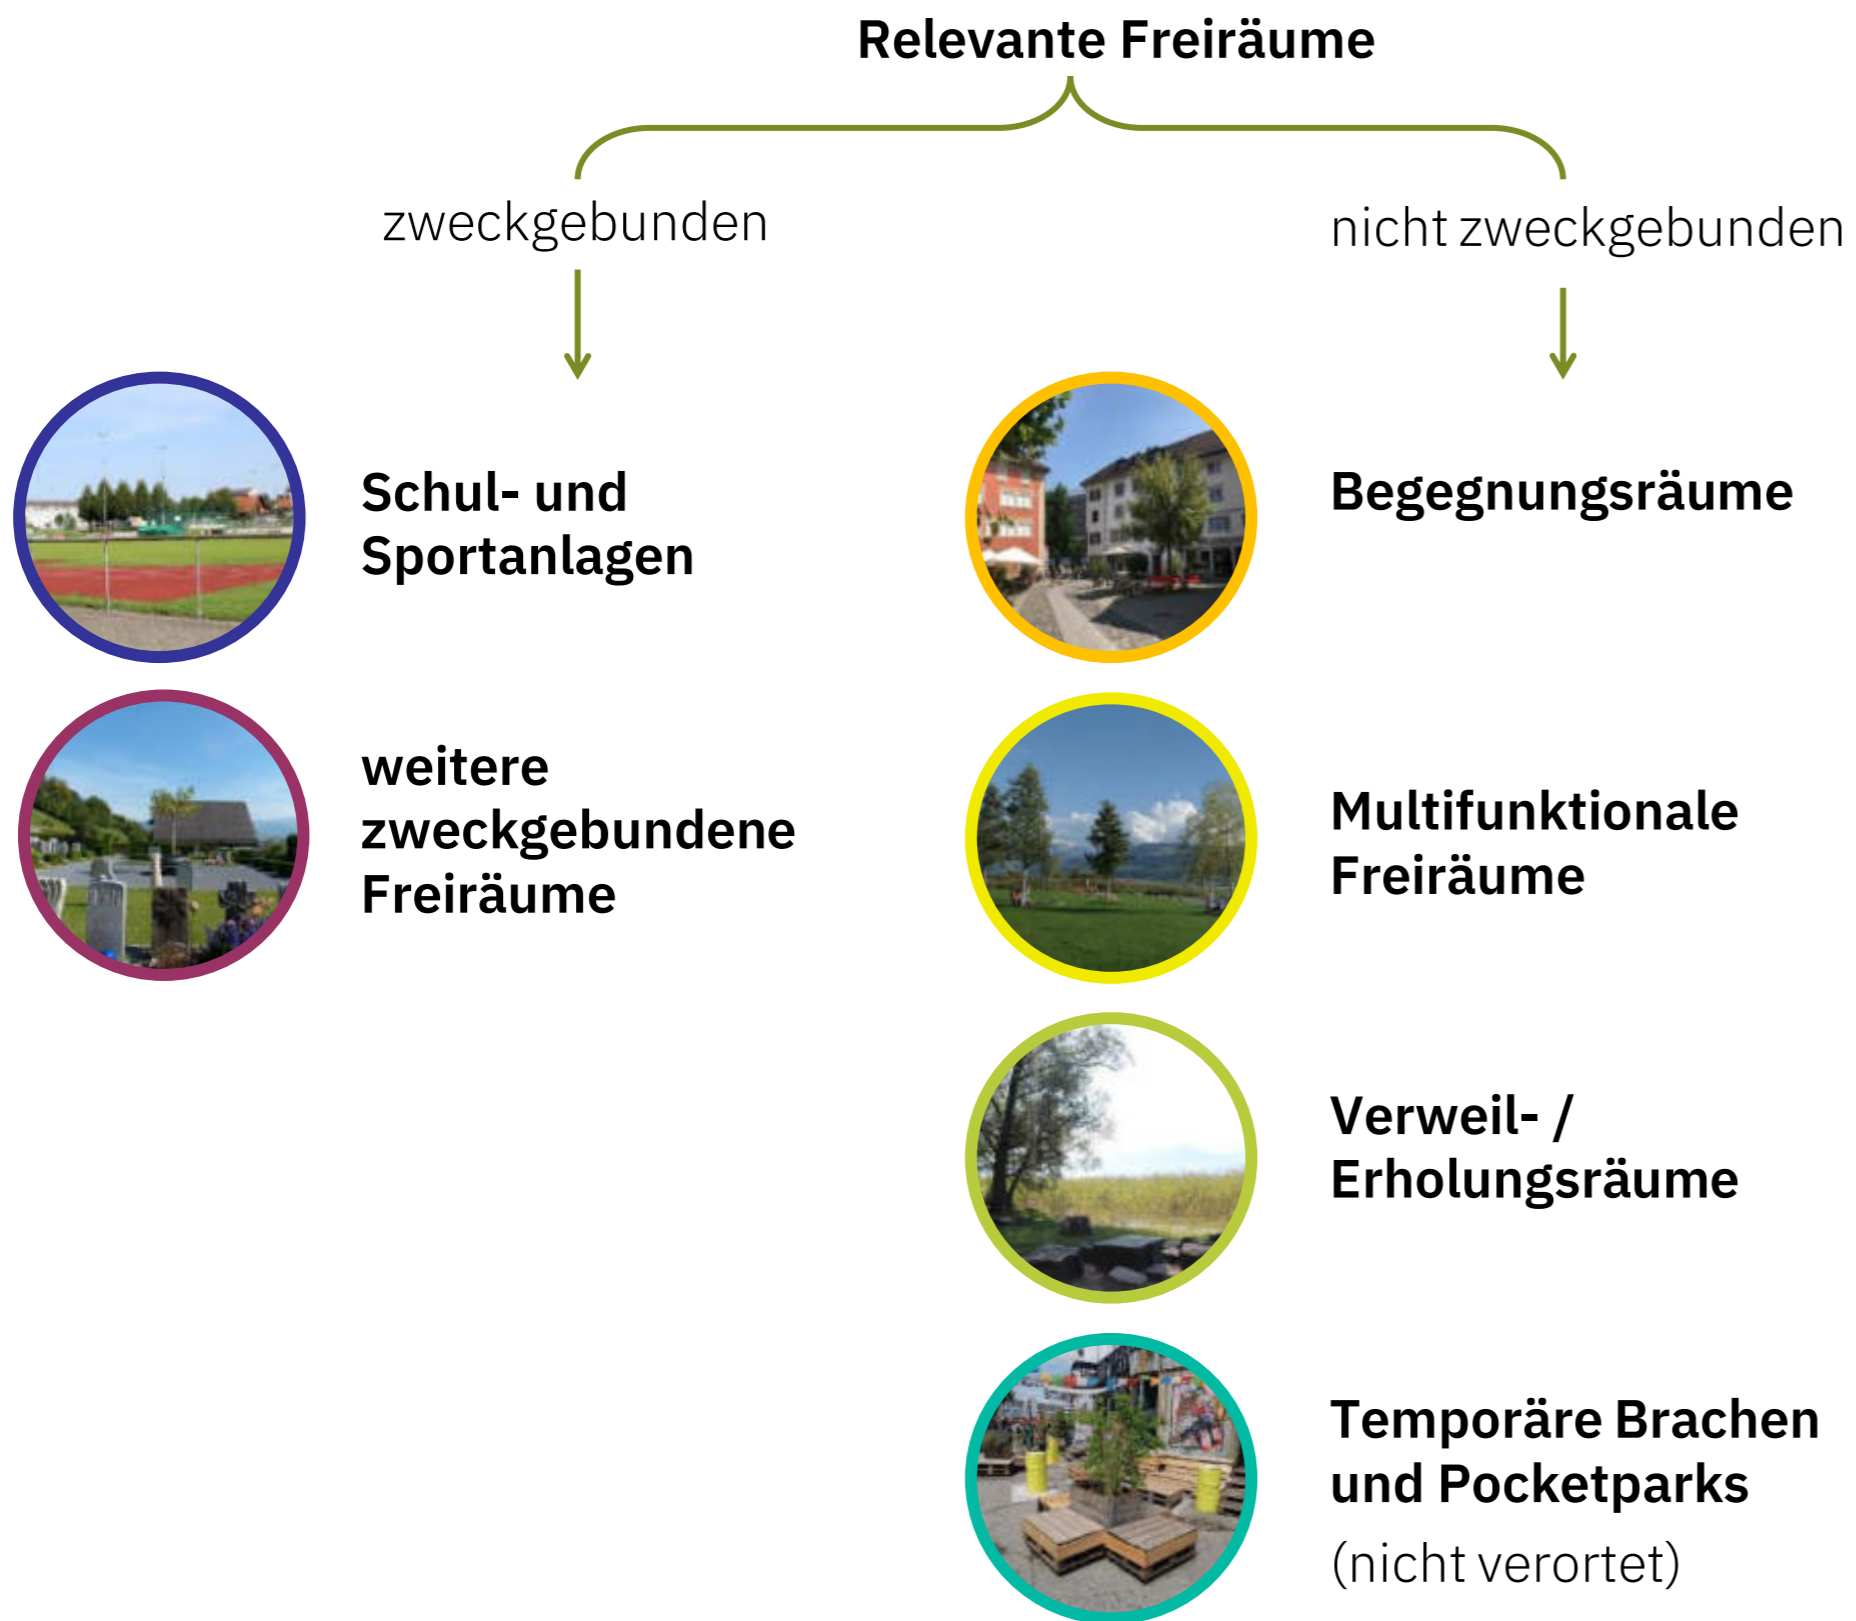 Relevante Freiräume
zweckgebunden
nicht zweckgebunden
Schul- und
Sportanlagen
weitere
zweckgebundene
Freiräume
Begegnungsräume
Multifunktionale
Freiräume
Verweil- /
Erholungsräume
Temporäre Brachen
und Pocketparks
(nicht verortet)